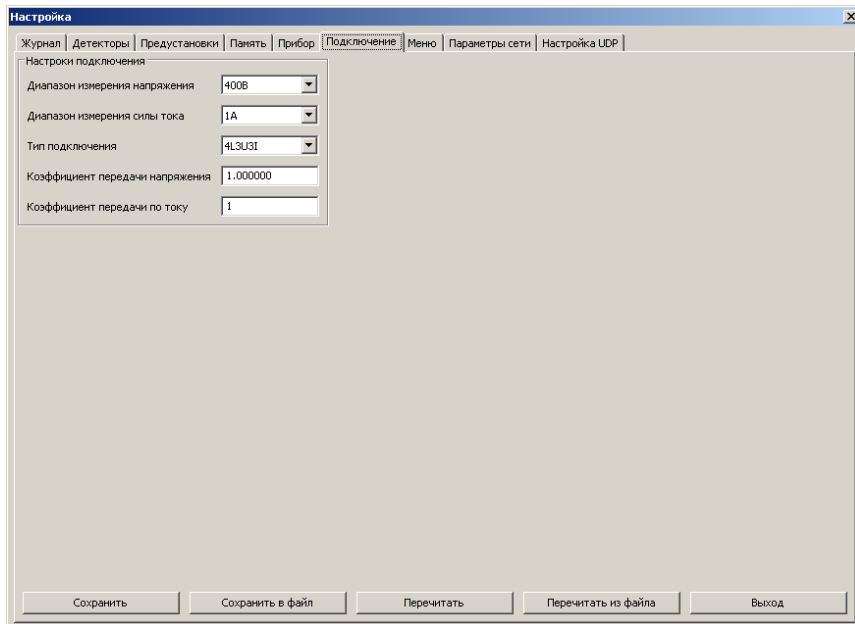 Настройка
Журнал Детекторы Предустановки Память Прибор Подключение Меню Параметры сети Настройка UDP
Настроки подключения
Диапазон измерения напряжения 400В
Диапазон измерения силы тока 1А
Тип подключения 4L3U3I
Коэффициент передачи напряжения 1.000000
Коэффициент передачи по току 1
Сохранить Сохранить в файл Перечитать Перечитать из файла Выход